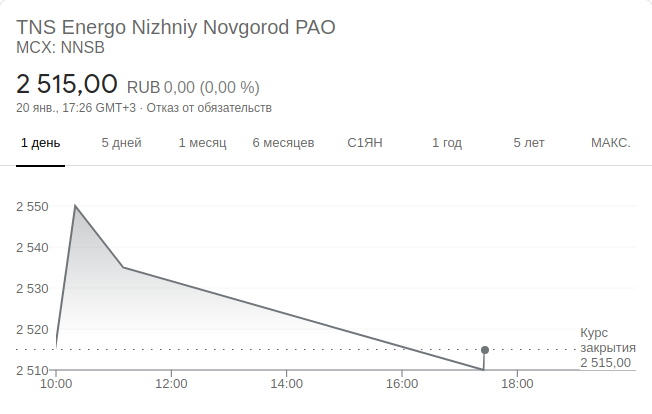 TNS Energo Nizhniy Novgorod PAO
MCX: NNSB
2 515,00 RUB 0,00 (0,00 %)
20 янв., 17:26 GMT+3 · Отказ от обязательств
1 день 5 дней 1 месяц 6 месяцев С1ЯН 1 год 5 лет МАКС.
2 550
2 540
2 530
2 520
2 510
Курс
закрытия
2 515,00
10:00 12:00 14:00 16:00 18:00